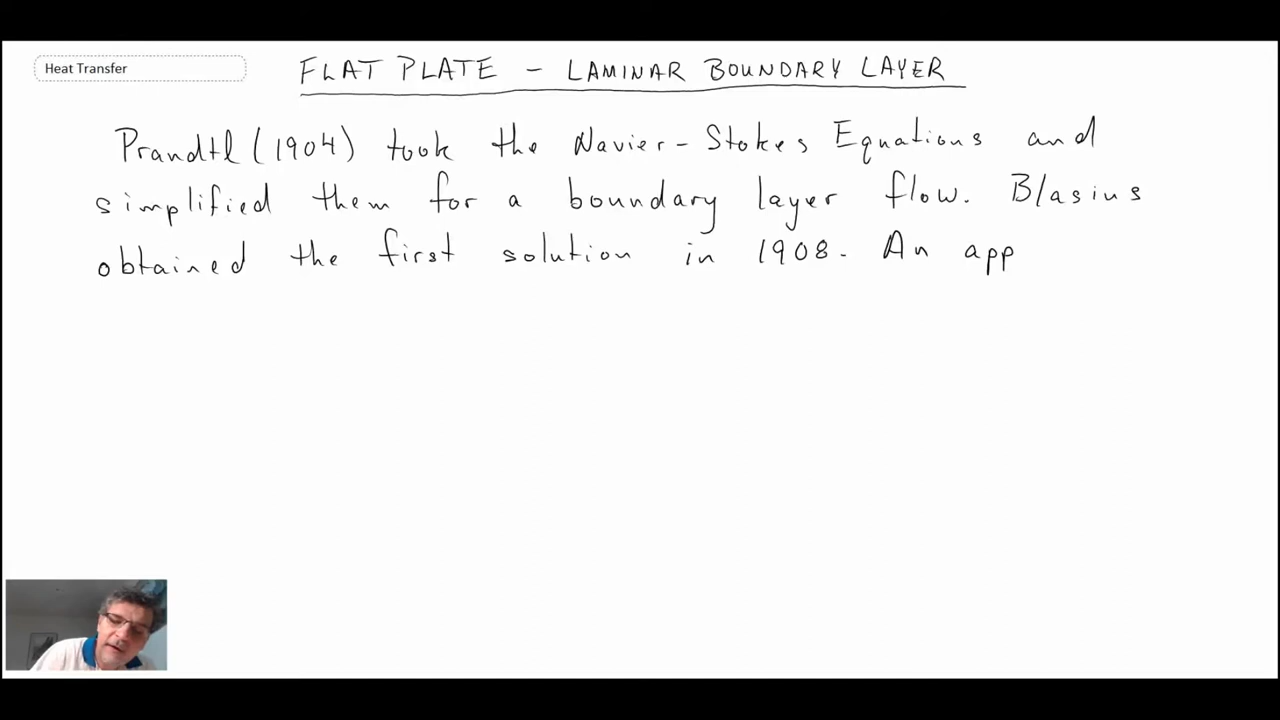 Heat Transfer
FLAT PLATE - LAMINAR BOUNDARY LAYER
Prandtl (1904) took the Navier-Stokes Equations and
simplified them for a boundary layer flow. Blasius
obtained the first solution in 1908. An app